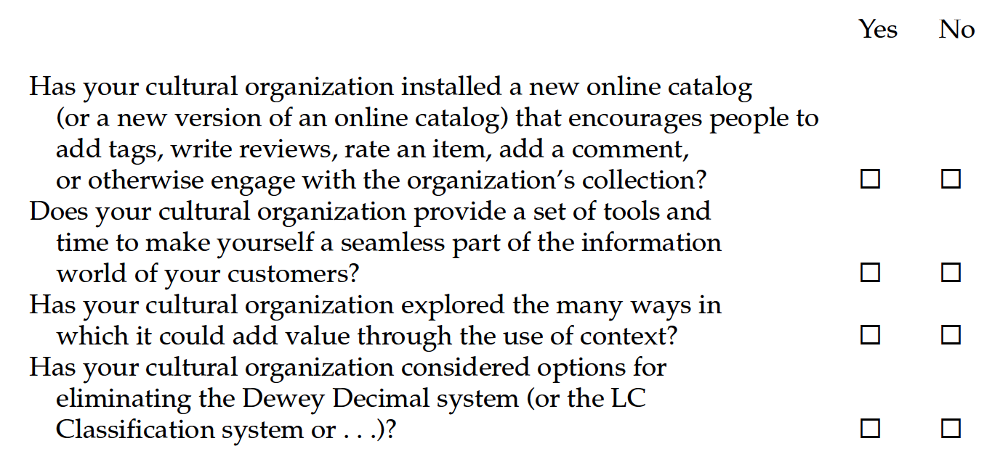 Yes No
Has your cultural organization installed a new online catalog
(or a new version of an online catalog) that encourages people to
add tags, write reviews, rate an item, add a comment,
or otherwise engage with the organization’s collection? ☐ ☐
Does your cultural organization provide a set of tools and
time to make yourself a seamless part of the information
world of your customers? ☐ ☐
Has your cultural organization explored the many ways in
which it could add value through the use of context? ☐ ☐
Has your cultural organization considered options for
eliminating the Dewey Decimal system (or the LC
Classification system or . . .)? ☐ ☐